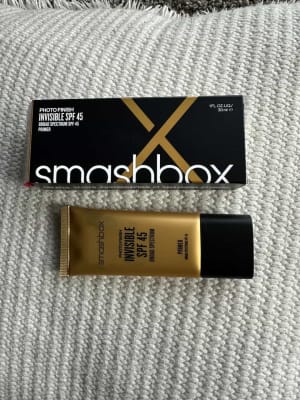 PHOTO FINISH
INVISIBLE SPF 45
BROAD SPECTRUM SPF 45
PRIMER
1 FL OZ LIQ/
30 ml ℮
smashbox
smashbox
PHOTO FINISH
INVISIBLE
SPF 45
BROAD SPECTRUM
PRIMER